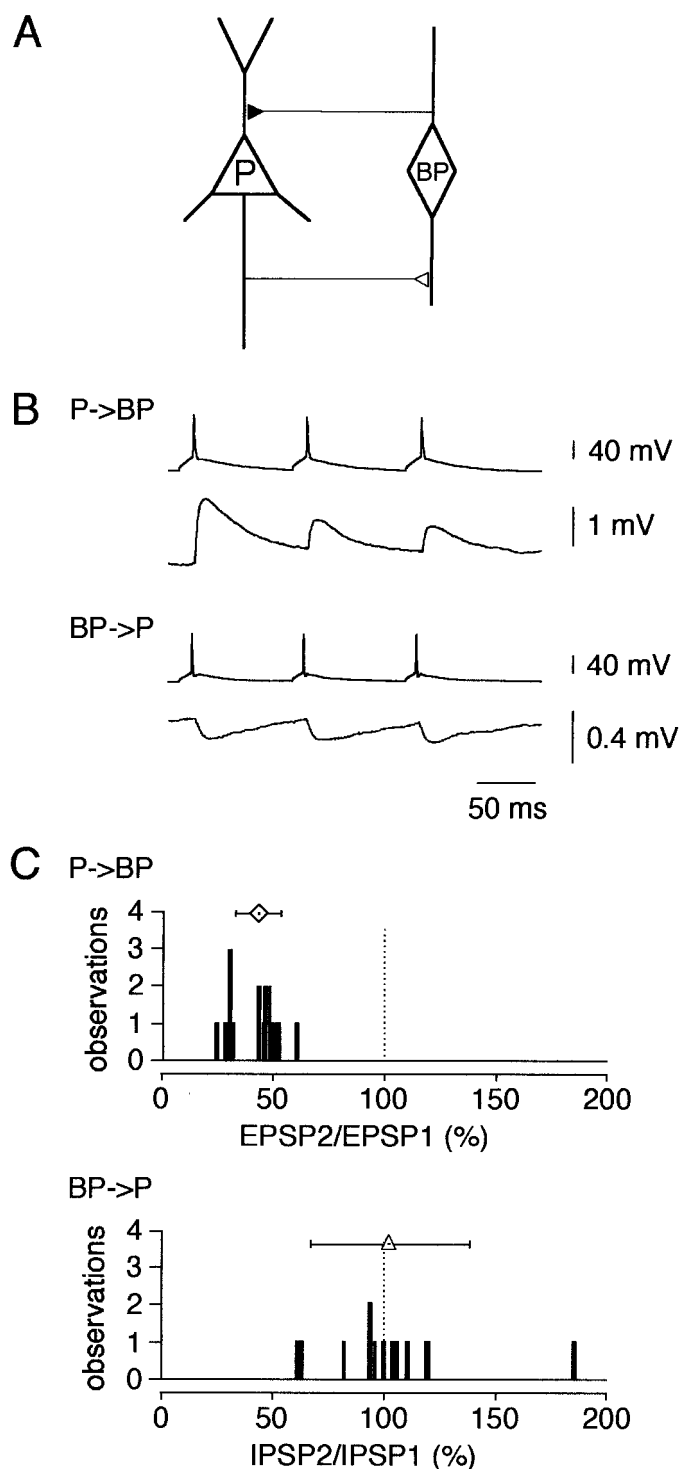 A
P
BP
B
P->BP
40 mV
1 mV
BP->P
40 mV
0.4 mV
50 ms
C
P->BP
observations
4
3
2
1
0
0 50 100 150 200
EPSP2/EPSP1 (%)
BP->P
observations
4
3
2
1
0
0 50 100 150 200
IPSP2/IPSP1 (%)